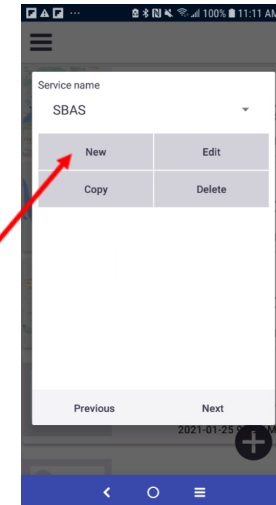 100% 11:11 AM
Service name
SBAS
New Edit
Copy Delete
Previous Next
2021-01-25